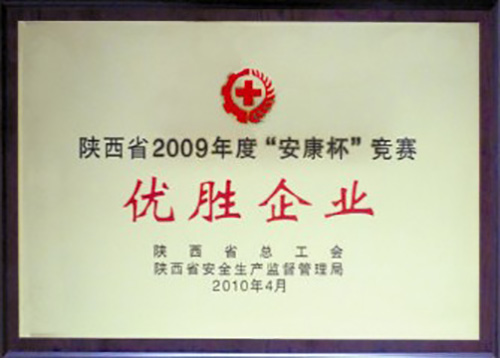 陕西省2009年度“安康杯”竞赛
优胜企业
陕西省总工会
陕西省安全生产监督管理局
2010年4月